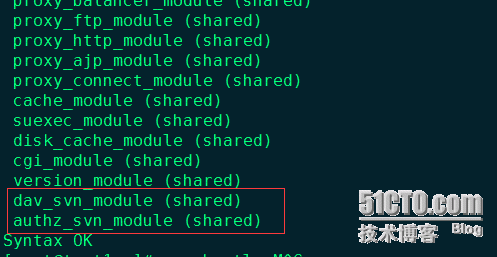 proxy_balancer_module (shared)
proxy_ftp_module (shared)
proxy_http_module (shared)
proxy_ajp_module (shared)
proxy_connect_module (shared)
cache_module (shared)
suexec_module (shared)
disk_cache_module (shared)
cgi_module (shared)
version_module (shared)
dav_svn_module (shared)
authz_svn_module (shared)
Syntax OK
51CTO.com
技术博客 Blog